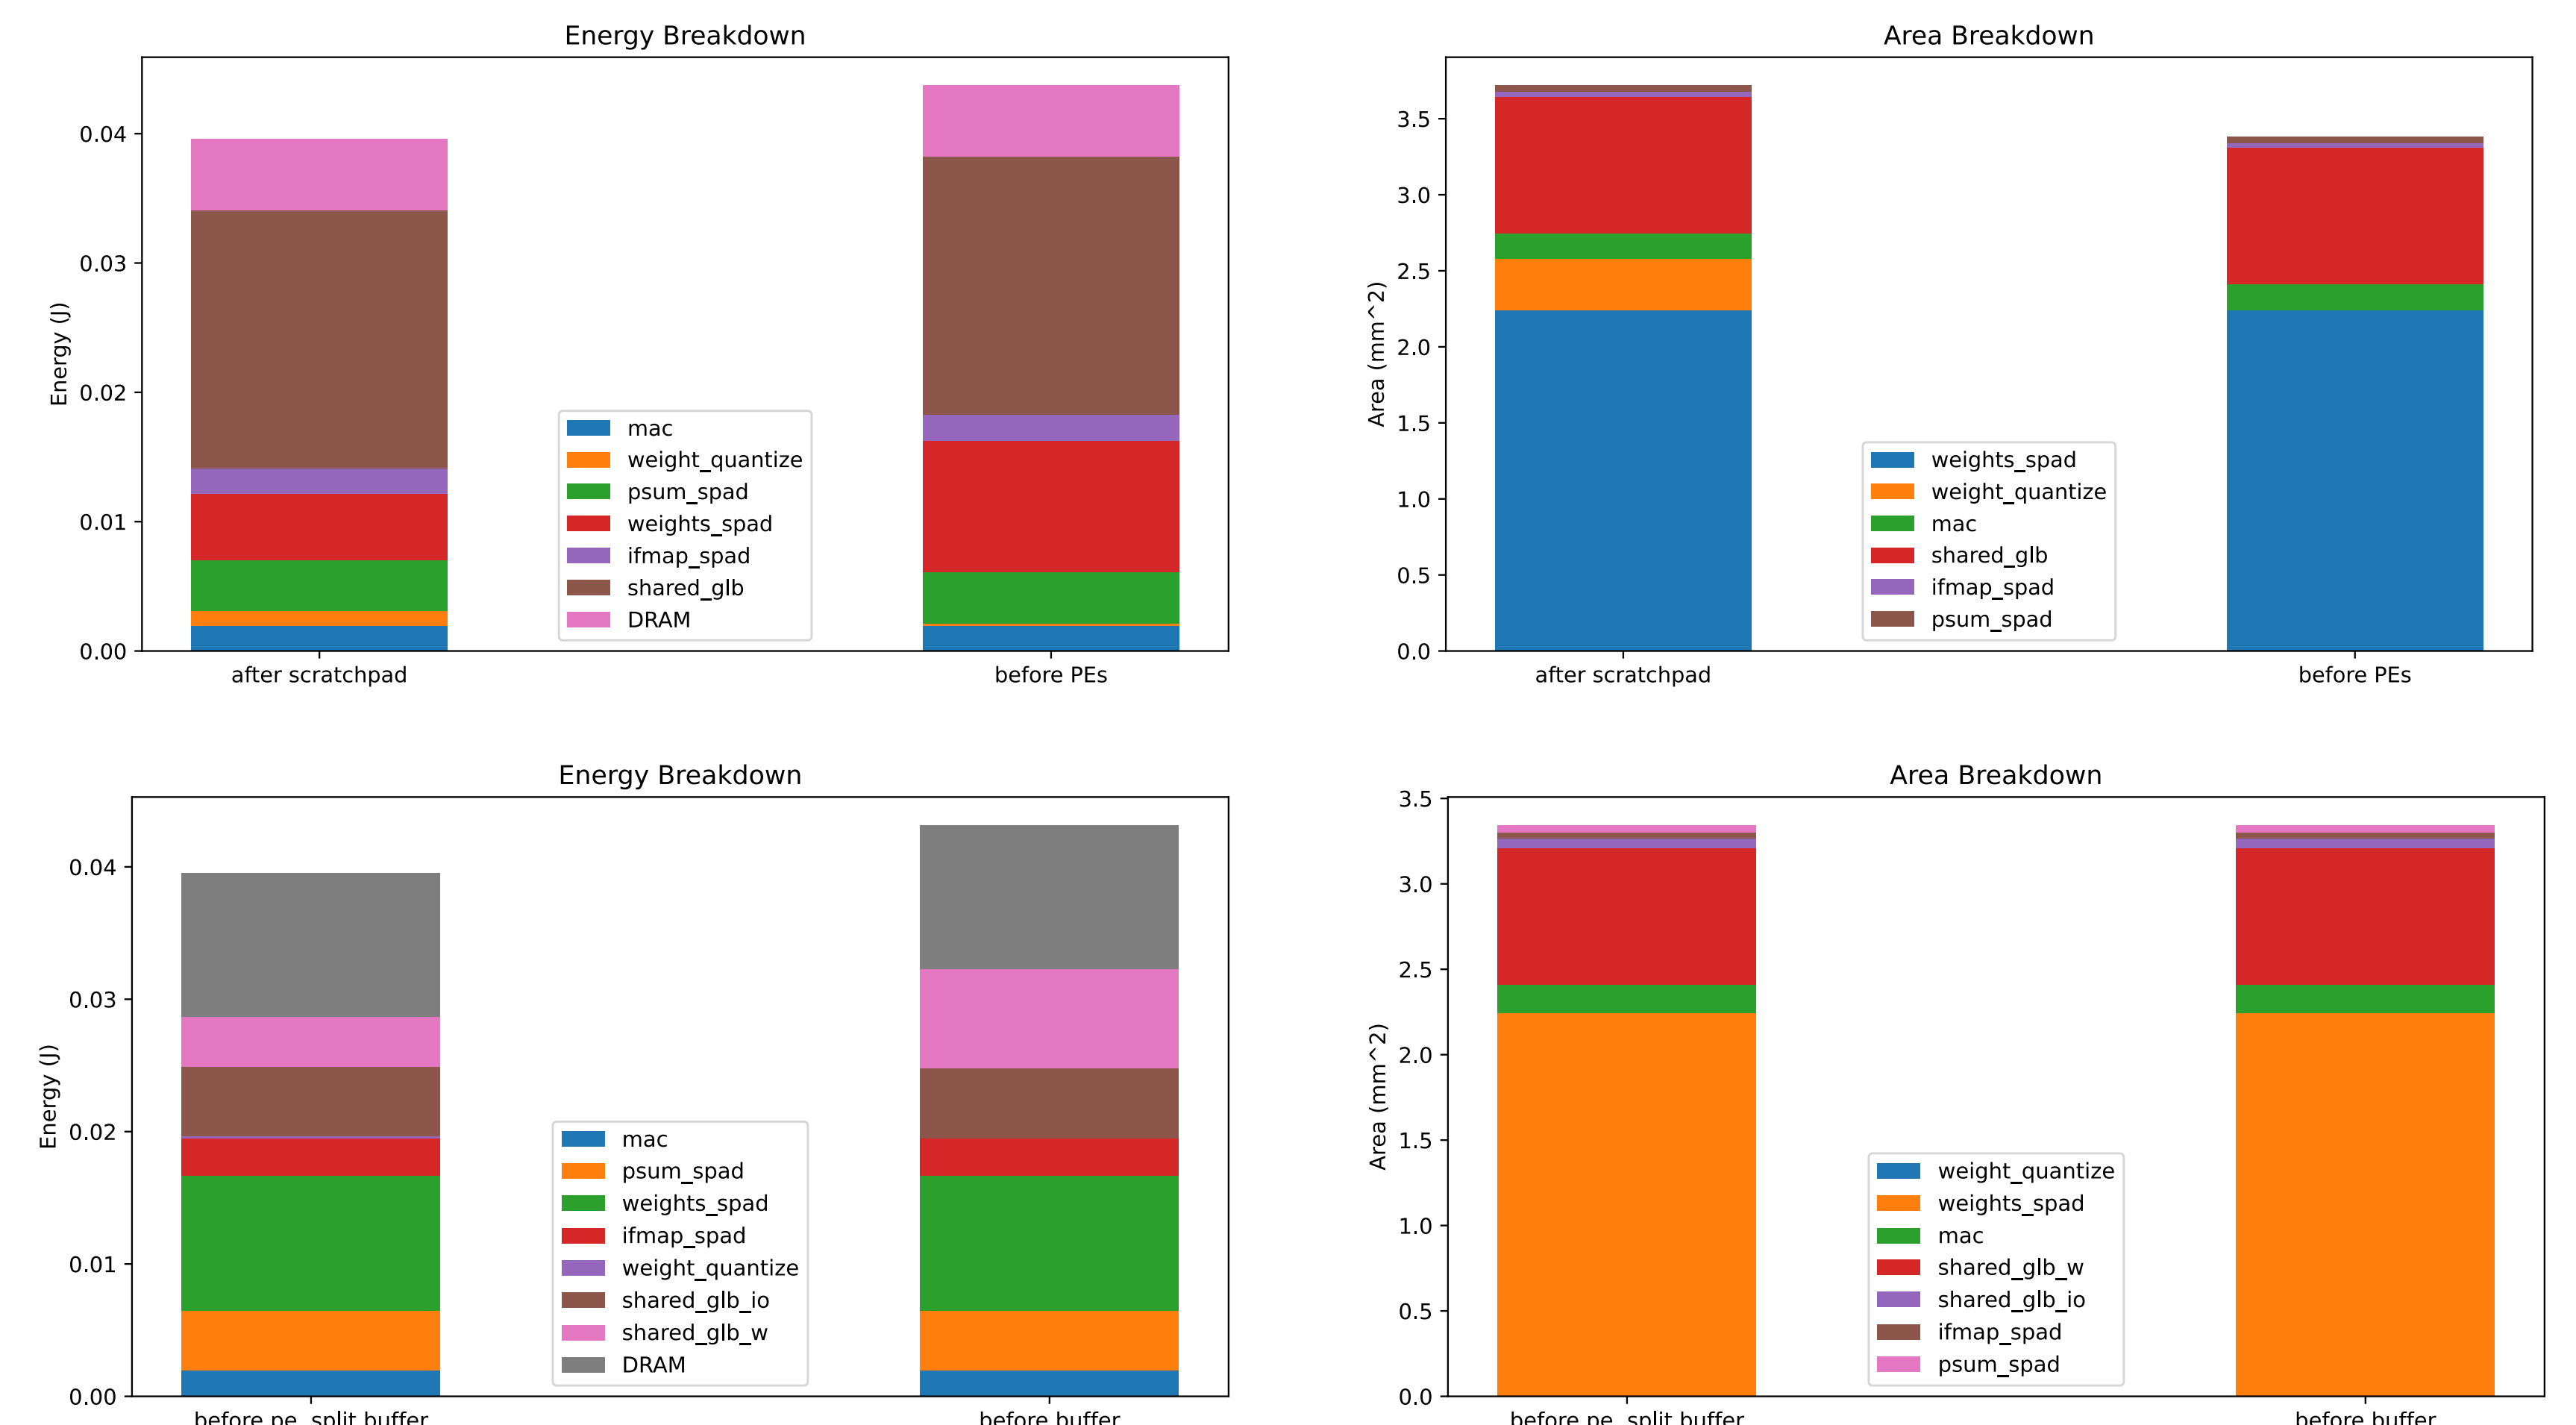 Energy Breakdown
Energy (J)
0.04
0.03
0.02
0.01
0.00
mac
weight_quantize
psum_spad
weights_spad
ifmap_spad
shared_glb
DRAM
after scratchpad
before PEs
Area Breakdown
Area (mm^2)
3.5
3.0
2.5
2.0
1.5
1.0
0.5
0.0
weights_spad
weight_quantize
mac
shared_glb
ifmap_spad
psum_spad
after scratchpad
before PEs
Energy Breakdown
Energy (J)
0.04
0.03
0.02
0.01
0.00
mac
psum_spad
weights_spad
ifmap_spad
weight_quantize
shared_glb_io
shared_glb_w
DRAM
before pe, split buffer
before buffer
Area Breakdown
Area (mm^2)
3.5
3.0
2.5
2.0
1.5
1.0
0.5
0.0
weight_quantize
weights_spad
mac
shared_glb_w
shared_glb_io
ifmap_spad
psum_spad
before pe, split buffer
before buffer